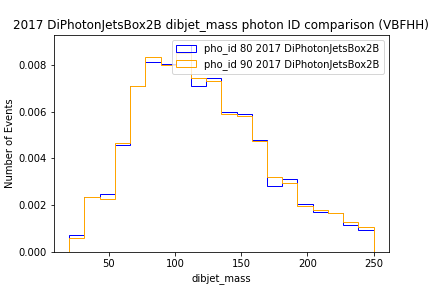 2017 DiPhotonJetsBox2B dibjet_mass photon ID comparison (VBFHH)
pho_id 80 2017 DiPhotonJetsBox2B
pho_id 90 2017 DiPhotonJetsBox2B
Number of Events
0.008
0.006
0.004
0.002
0.000
50
100
150
200
250
dibjet_mass